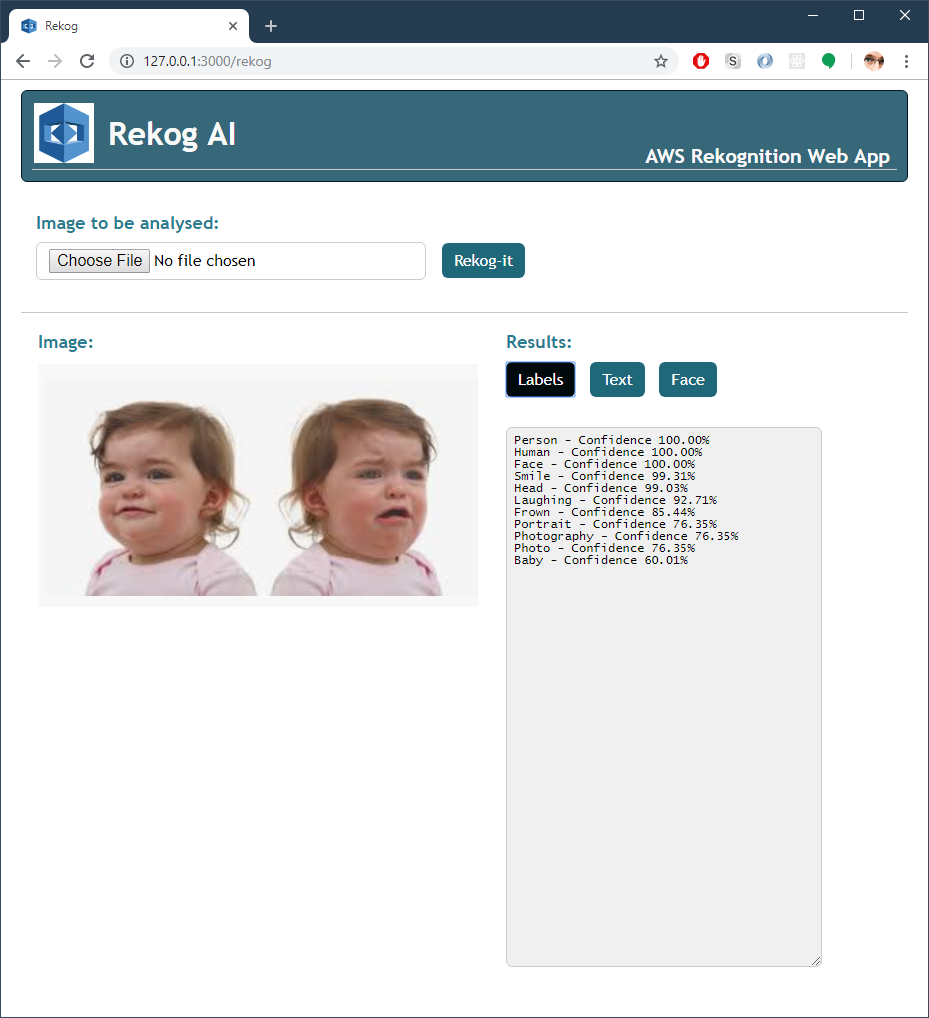 Rekog
127.0.0.1:3000/rekog
S
Rekog AI
AWS Rekognition Web App
Image to be analysed:
Choose File No file chosen
Rekog-it
Image:
Results:
Labels Text Face
Person - Confidence 100.00%
Human - Confidence 100.00%
Face - Confidence 100.00%
Smile - Confidence 99.31%
Head - Confidence 99.03%
Laughing - Confidence 92.71%
Frown - Confidence 85.44%
Portrait - Confidence 76.35%
Photography - Confidence 76.35%
Photo - Confidence 76.35%
Baby - Confidence 60.01%